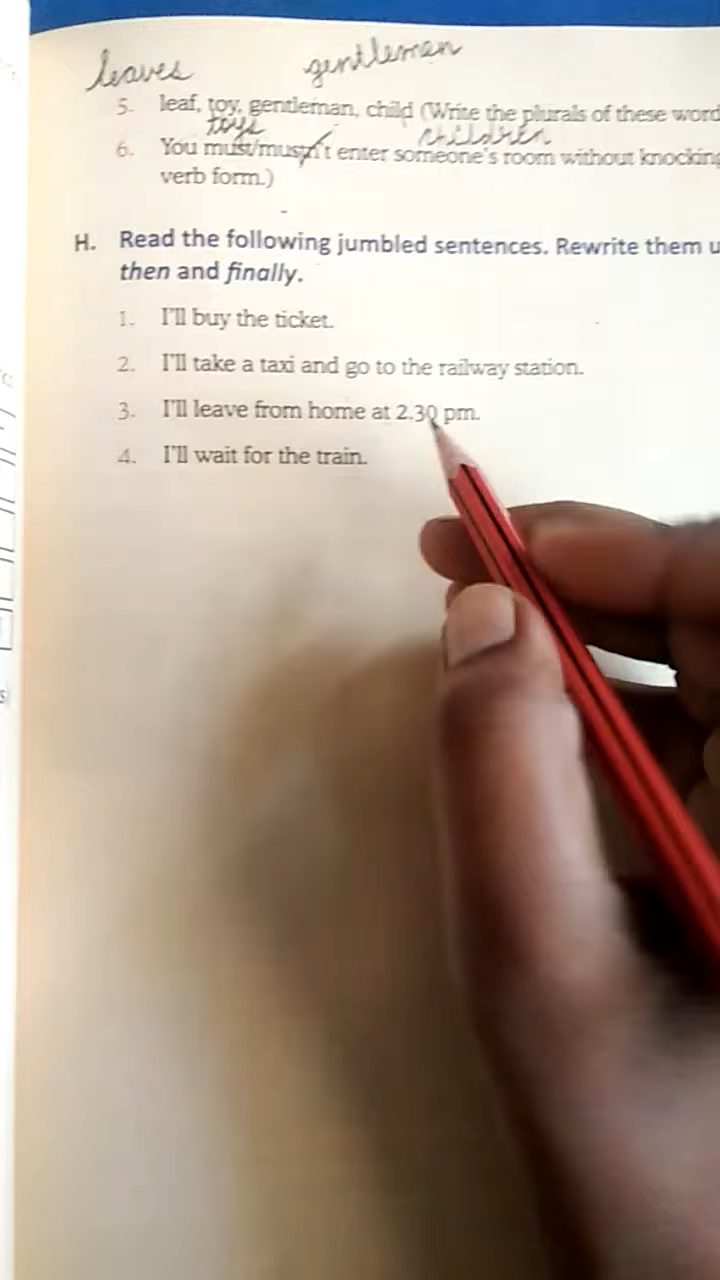 leaves gentleman
5. leaf, toy, gentleman, child (Write the plurals of these word
toys children
6. You must/mustn't enter someone's room without knocking
verb form.)
H. Read the following jumbled sentences. Rewrite them u
then and finally.
1. I'll buy the ticket.
2. I'll take a taxi and go to the railway station.
3. I'll leave from home at 2.30 pm.
4. I'll wait for the train.